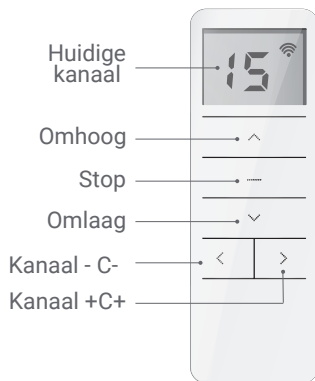 Huidige
kanaal
15
Omhoog
Stop
Omlaag
Kanaal - C-
Kanaal +C+